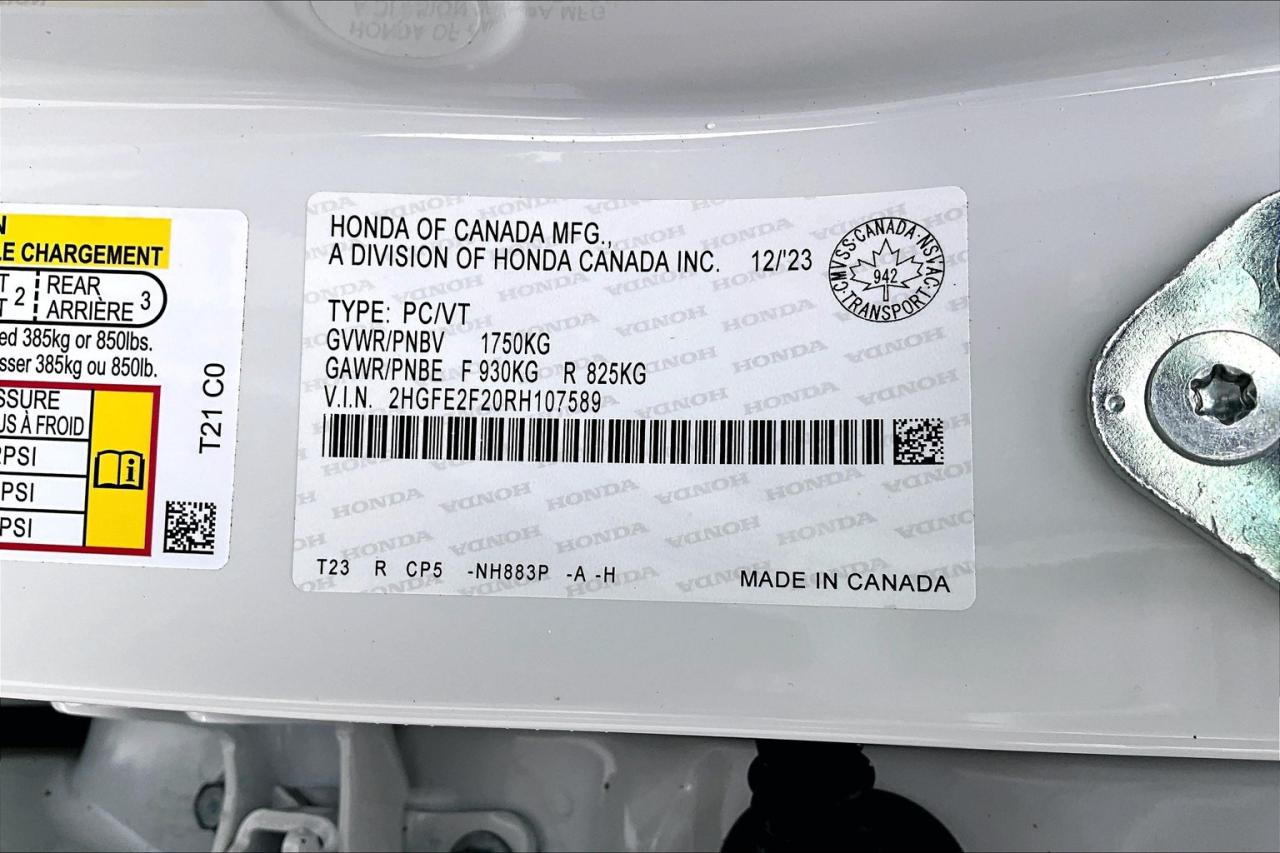 N
LE CHARGEMENT
T 2 REAR
T ARRIÈRE 3
ed 385kg or 850lbs.
sser 385kg ou 850lb.
SSURE
US À FROID
PSI
PSI
PSI
T21 C0
HONDA OF CANADA MFG.,
A DIVISION OF HONDA CANADA INC. 12/'23
CMVSS·CANADA·NSVAC·TRANSPORT·
942
TYPE: PC/VT
GVWR/PNBV 1750KG
GAWR/PNBE F 930KG R 825KG
V.I.N. 2HGFE2F20RH107589
T23 R CP5 -NH883P -A -H
MADE IN CANADA